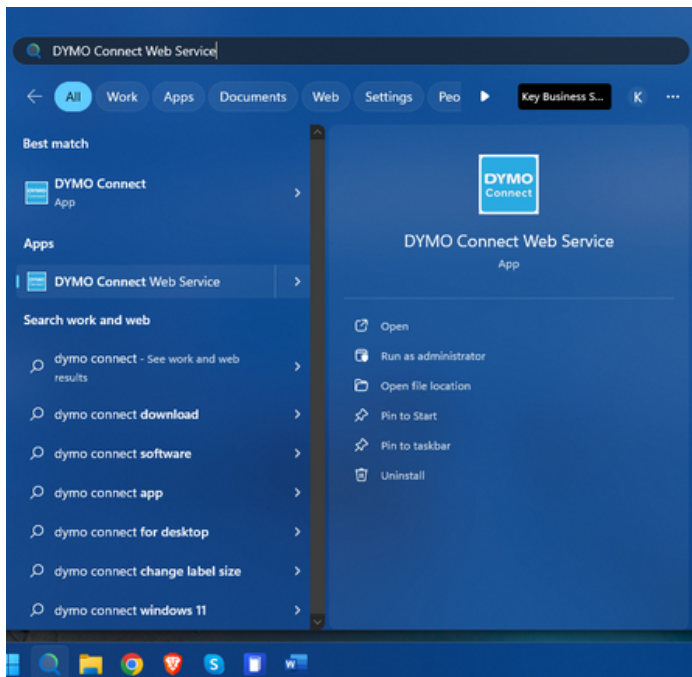 DYMO Connect Web Service
All Work Apps Documents Web Settings Peo Key Business S... K ...
Best match
DYMO Connect
App
Apps
DYMO Connect Web Service
Search work and web
dymo connect - See work and web
results
dymo connect download
dymo connect software
dymo connect app
dymo connect for desktop
dymo connect change label size
dymo connect windows 11
DYMO
Connect
DYMO Connect Web Service
App
Open
Run as administrator
Open file location
Pin to Start
Pin to taskbar
Uninstall